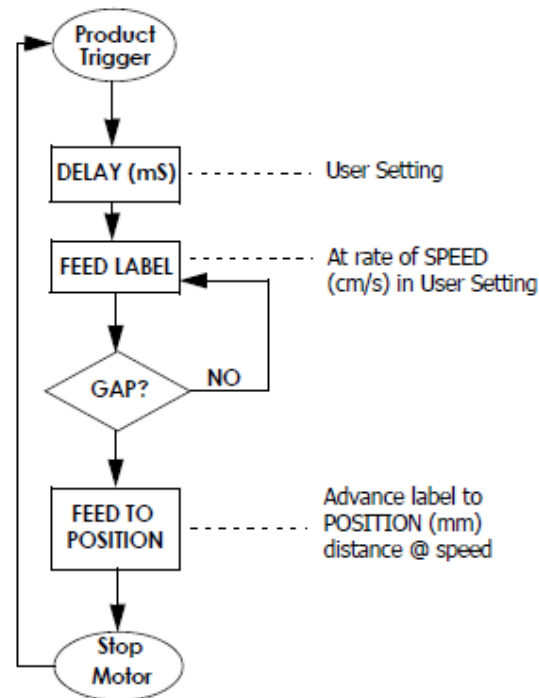 Product
Trigger
DELAY (mS)
User Setting
FEED LABEL
At rate of SPEED
(cm/s) in User Setting
GAP?
NO
FEED TO
POSITION
Advance label to
POSITION (mm)
distance @ speed
Stop
Motor